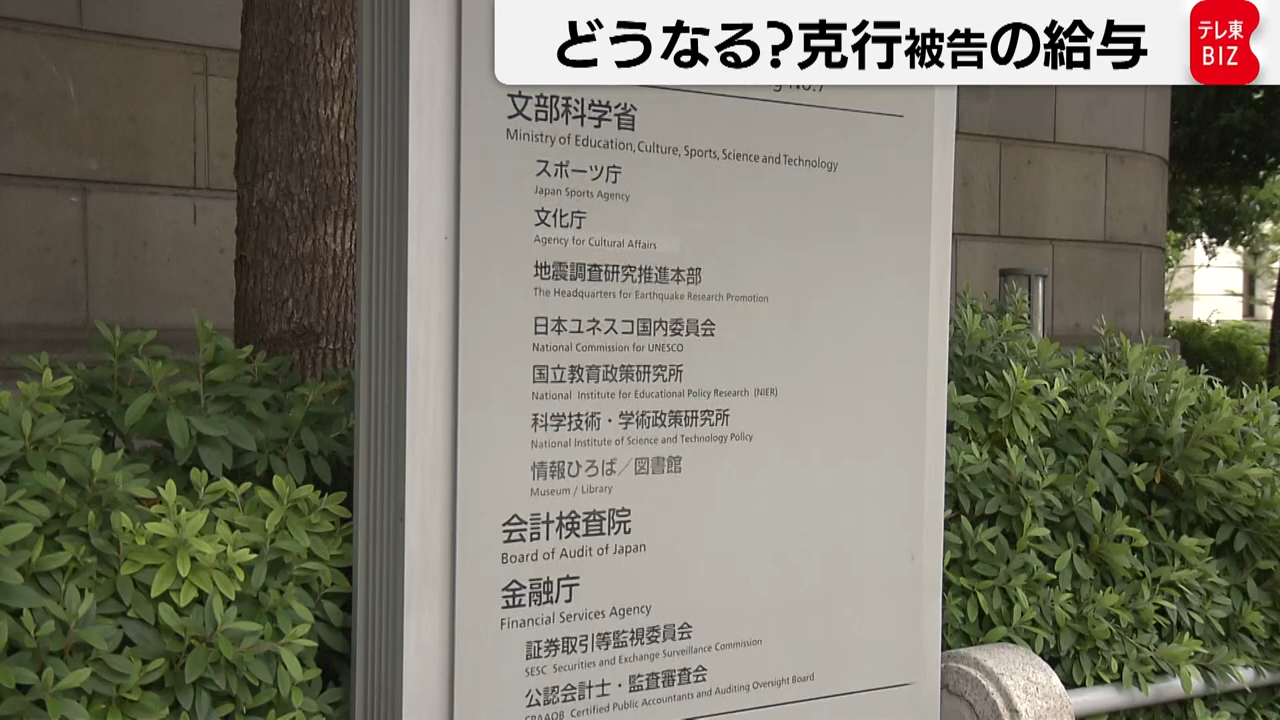 どうなる?克行被告の給与
テレ東
BIZ
文部科学省
Ministry of Education, Culture, Sports, Science and Technology
スポーツ庁
Japan Sports Agency
文化庁
Agency for Cultural Affairs
地震調査研究推進本部
The Headquarters for Earthquake Research Promotion
日本ユネスコ国内委員会
National Commission for UNESCO
国立教育政策研究所
National Institute for Educational Policy Research (NIER)
科学技術・学術政策研究所
National Institute of Science and Technology Policy
情報ひろば/図書館
Museum / Library
会計検査院
Board of Audit of Japan
金融庁
Financial Services Agency
証券取引等監視委員会
SESC Securities and Exchange Surveillance Commission
公認会計士・監査審査会
CPAAOB Certified Public Accountants and Auditing Oversight Board